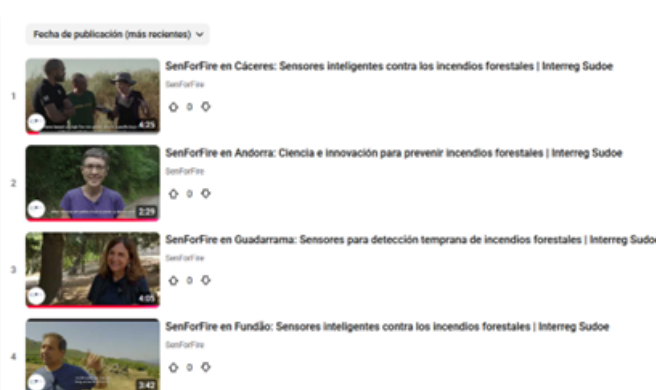 Fecha de publicación (más recientes)
1
4:25
SenForFire en Cáceres: Sensores inteligentes contra los incendios forestales | Interreg Sudoe
SenForFire
0
2
2:29
SenForFire en Andorra: Ciencia e innovación para prevenir incendios forestales | Interreg Sudoe
SenForFire
0
3
4:05
SenForFire en Guadarrama: Sensores para detección temprana de incendios forestales | Interreg Sudoe
SenForFire
0
4
3:42
SenForFire en Fundão: Sensores inteligentes contra los incendios forestales | Interreg Sudoe
SenForFire
0